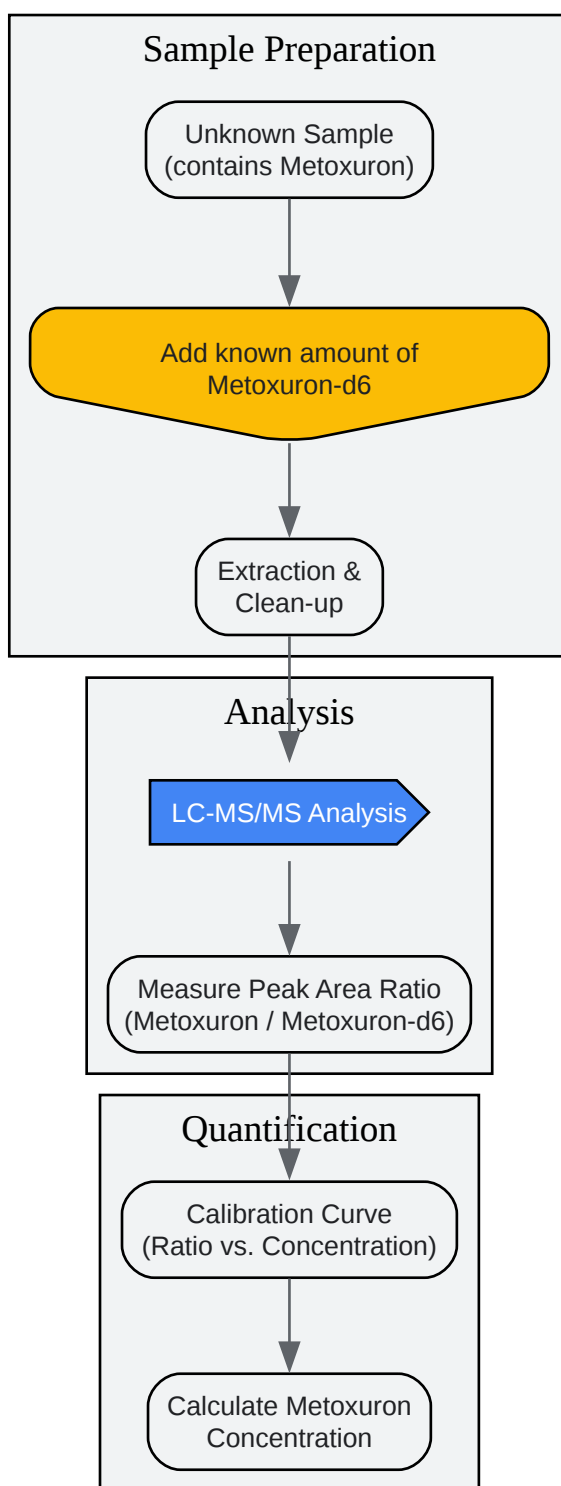 Sample Preparation
Unknown Sample
(contains Metoxuron)
Add known amount of
Metoxuron-d6
Extraction &
Clean-up
Analysis
LC-MS/MS Analysis
Measure Peak Area Ratio
(Metoxuron / Metoxuron-d6)
Quantification
Calibration Curve
(Ratio vs. Concentration)
Calculate Metoxuron
Concentration